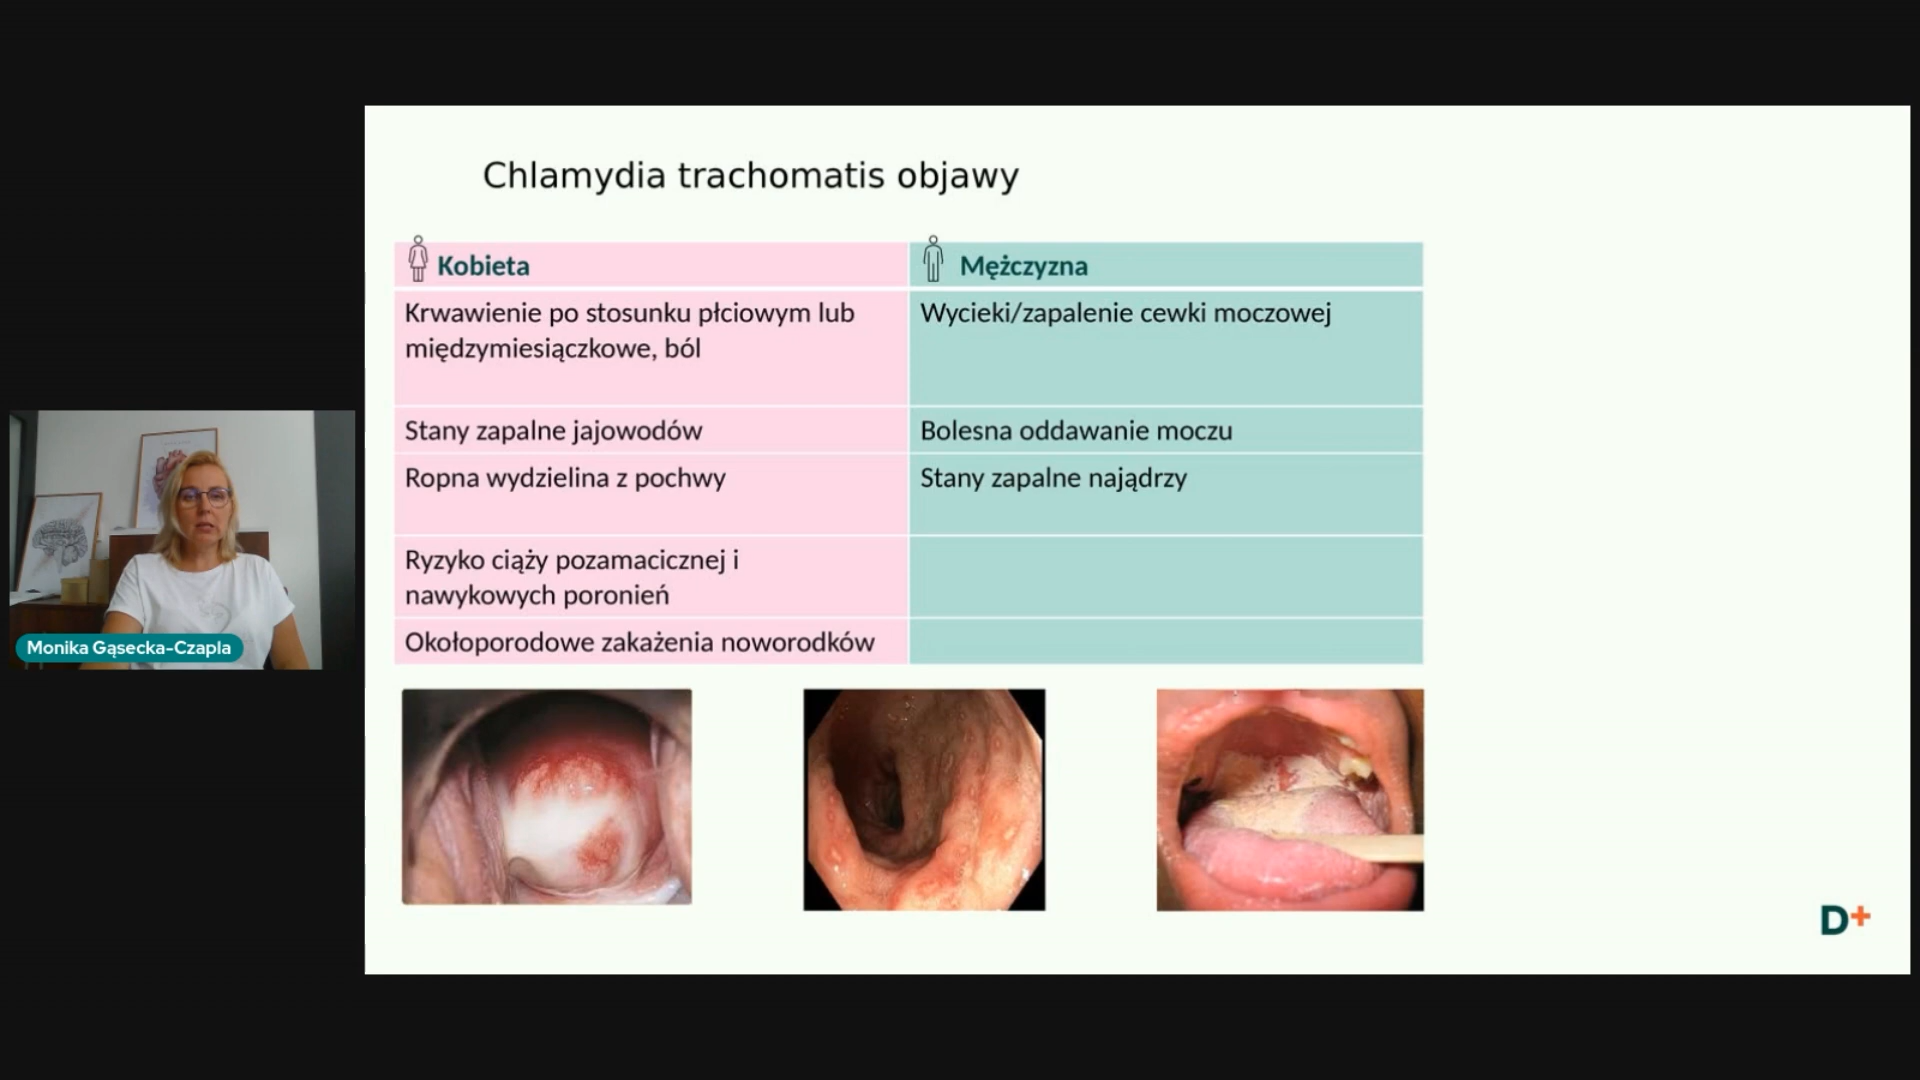 Chlamydia trachomatis objawy
Kobieta
Mężczyzna
Krwawienie po stosunku płciowym lub
międzymiesiączkowe, ból
Wycieki/zapalenie cewki moczowej
Stany zapalne jajowodów
Bolesna oddawanie moczu
Ropna wydzielina z pochwy
Stany zapalne najądrzy
Ryzyko ciąży pozamacicznej i
nawykowych poronień
Okołoporodowe zakażenia noworodków
Monika Gąsecka-Czapla
D+